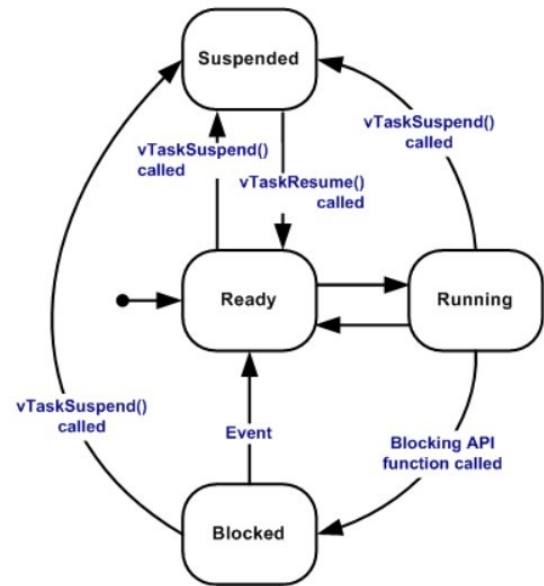 Suspended
vTaskSuspend()
called
vTaskSuspend()
called
vTaskResume()
called
Ready
Running
vTaskSuspend()
called
Event
Blocking API
function called
Blocked